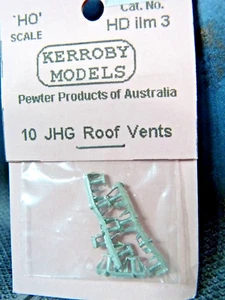 'HO'
SCALE
Cat. No.
HD ilm 3
KERROBY
MODELS
Pewter Products of Australia
10 JHG Roof Vents